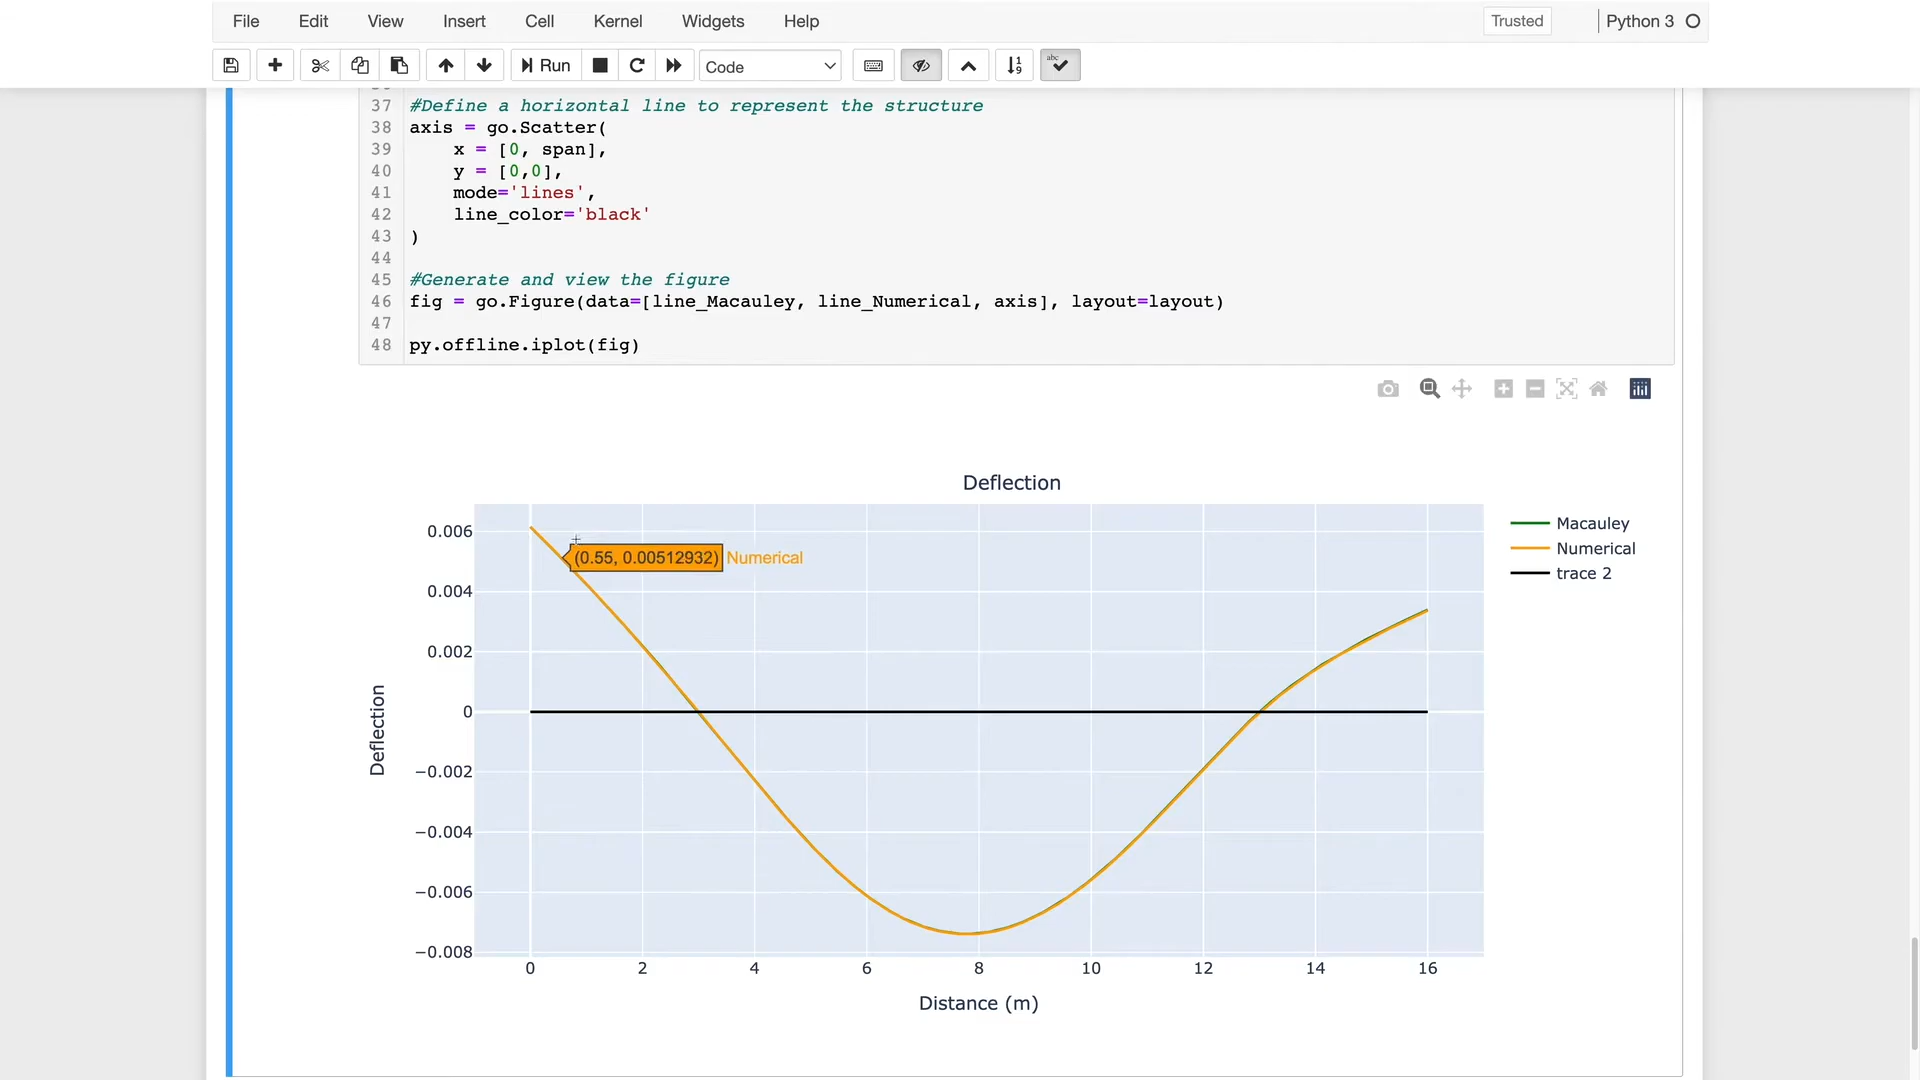 File Edit View Insert Cell Kernel Widgets Help Trusted Python 3
Run Code
37 #Define a horizontal line to represent the structure
38 axis = go.Scatter(
39 x = [0, span],
40 y = [0,0],
41 mode='lines',
42 line_color='black'
43 )
44
45 #Generate and view the figure
46 fig = go.Figure(data=[line_Macauley, line_Numerical, axis], layout=layout)
47
48 py.offline.iplot(fig)
Deflection
Macauley
Numerical
trace 2
(0.55, 0.00512932) Numerical
0.006
0.004
0.002
0
−0.002
−0.004
−0.006
−0.008
Deflection
0 2 4 6 8 10 12 14 16
Distance (m)